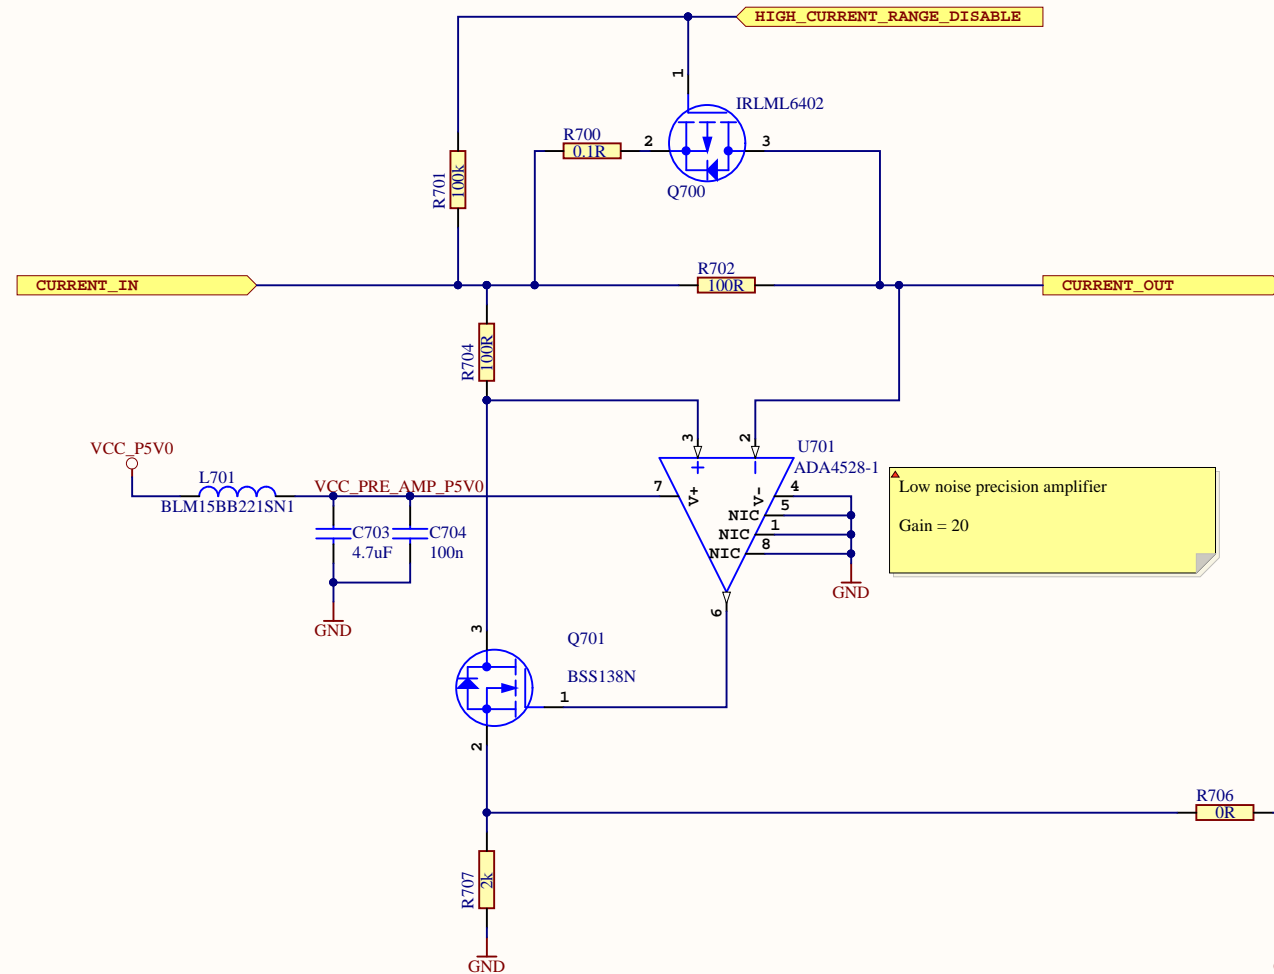 HIGH_CURRENT_RANGE_DISABLE
1
IRLML6402
R700
0.1R
2
3
Q700
R701
100k
CURRENT_IN
R702
100R
CURRENT_OUT
R704
100R
3
2
U701
ADA4528-1
VCC_P5V0
L701
BLM15BB221SN1
VCC_PRE_AMP_P5V0
7
V+
V-
4
NIC
5
NIC
1
NIC
8
GND
Low noise precision amplifier
Gain = 20
C703
4.7uF
C704
100n
GND
6
3
Q701
BSS138N
1
2
R706
0R
R707
2k
GND